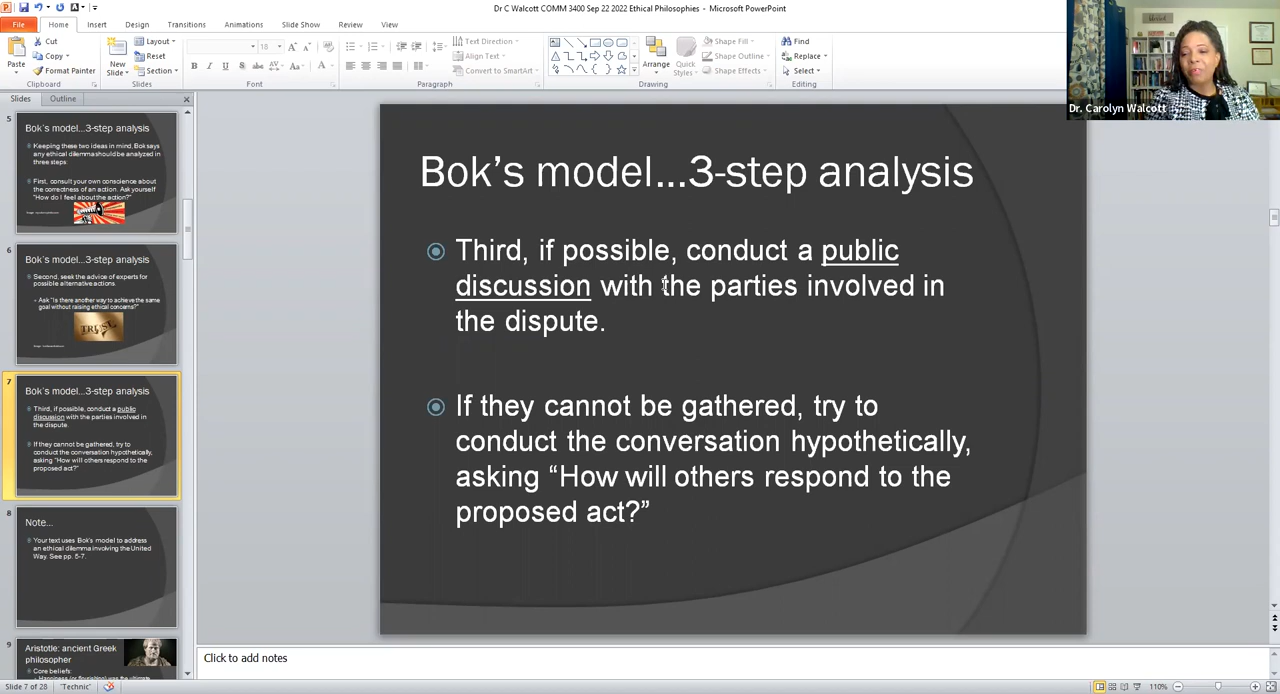 Dr C Walcott COMM 3400 Sep 22 2022 Ethical Philosophies - Microsoft PowerPoint
File Home Insert Design Transitions Animations Slide Show Review View
Paste
Cut
Copy
Format Painter
Clipboard
New
Slide
Layout
Reset
Section
Slides
18
Font
Text Direction
Align Text
Convert to SmartArt
Paragraph
Arrange
Quick
Styles
Shape Fill
Shape Outline
Shape Effects
Drawing
Find
Replace
Select
Editing
Dr. Carolyn Walcott
Slides Outline
5
Bok's model...3-step analysis
Keeping these two ideas in mind, Bok says
any ethical dilemma should be analyzed in
three steps:
First, consult your own conscience about
the correctness of an action. Ask yourself
"How do I feel about the action?"
6
Bok's model...3-step analysis
Second, seek the advice of experts for
possible alternative actions.
Ask "Is there another way to achieve the same
goal without raising ethical concerns?"
TRUST
7
Bok's model...3-step analysis
Third, if possible, conduct a public
discussion with the parties involved in
the dispute.
If they cannot be gathered, try to
conduct the conversation hypothetically,
asking "How will others respond to the
proposed act?"
8
Note...
Your text uses Bok's model to address
an ethical dilemma involving the United
Way. See pp. 5-7.
9
Aristotle: ancient Greek
philosopher
Core beliefs:
Bok's model...3-step analysis
Third, if possible, conduct a public
discussion with the parties involved in
the dispute.
If they cannot be gathered, try to
conduct the conversation hypothetically,
asking “How will others respond to the
proposed act?”
Click to add notes
Slide 7 of 28 "Technic" 110%